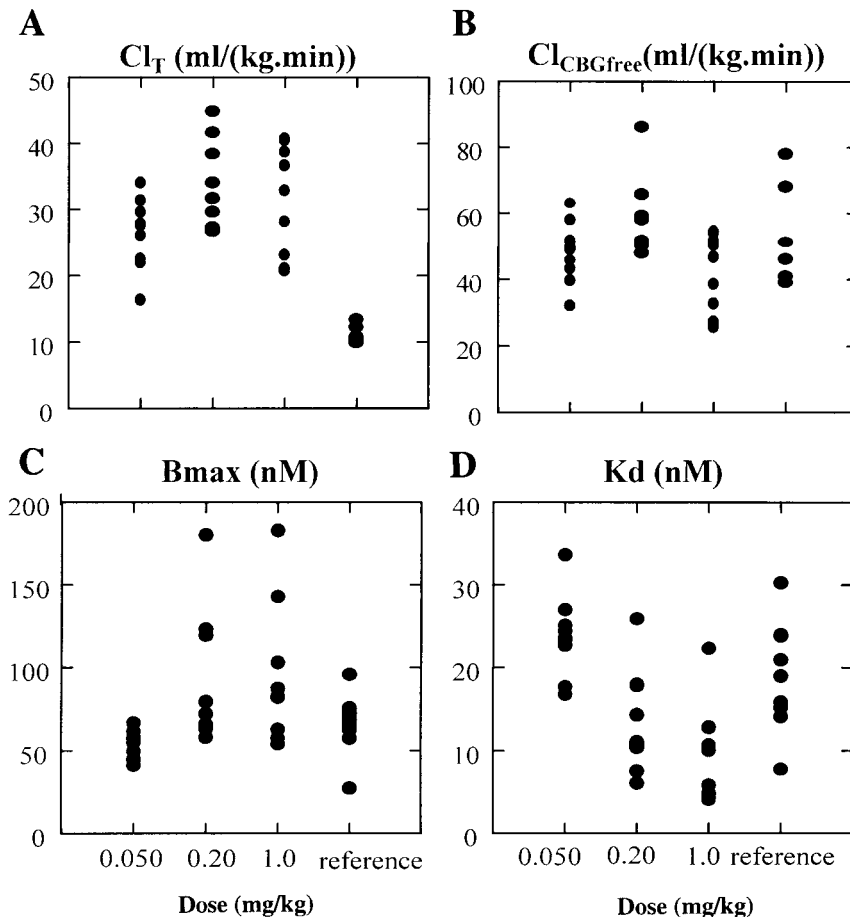 A
Cl_T (ml/(kg.min))
50
40
30
20
10
0
B
Cl_CBGfree(ml/(kg.min))
100
80
60
40
20
0
C
Bmax (nM)
200
150
100
50
0
0.050 0.20 1.0 reference
Dose (mg/kg)
D
Kd (nM)
40
30
20
10
0
0.050 0.20 1.0 reference
Dose (mg/kg)